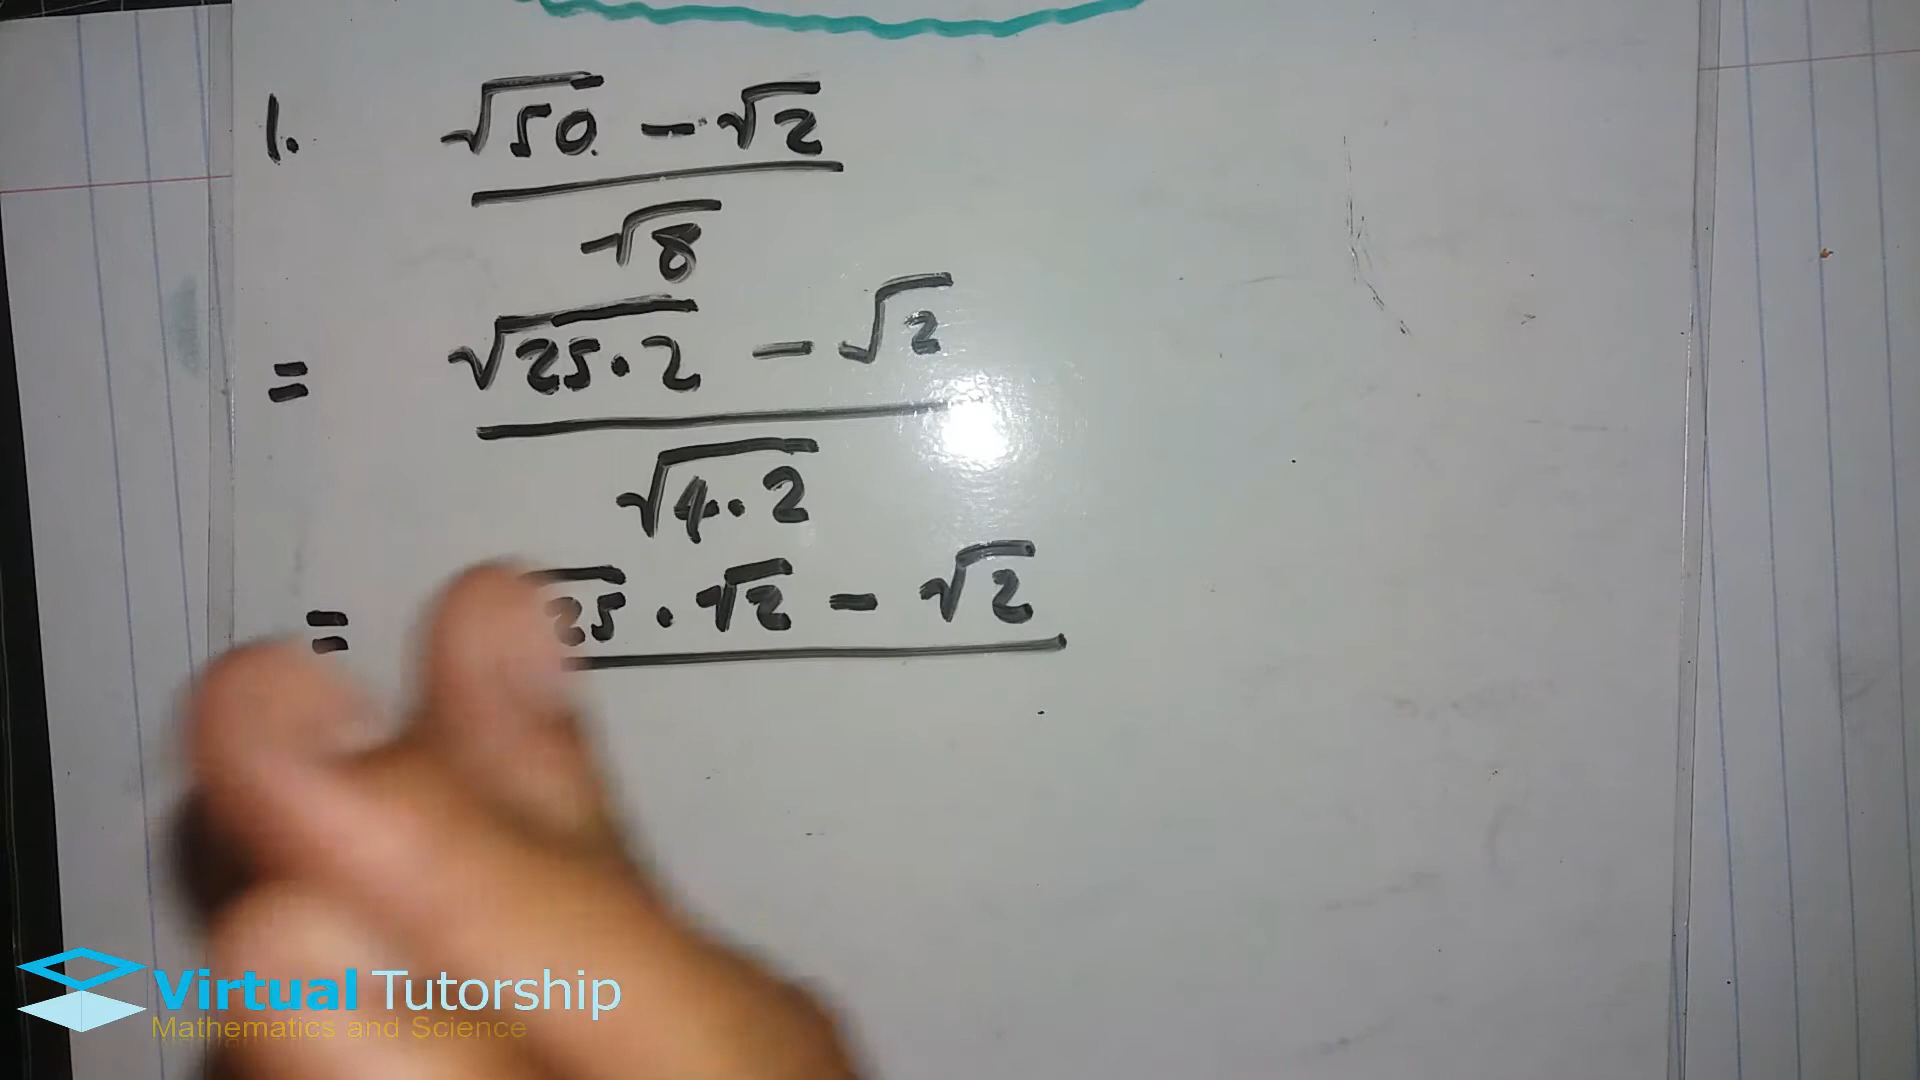 1. √50 - √2
√8
= √25·2 - √2
√4·2
= √25 · √2 - √2
Virtual Tutorship
Mathematics and Science